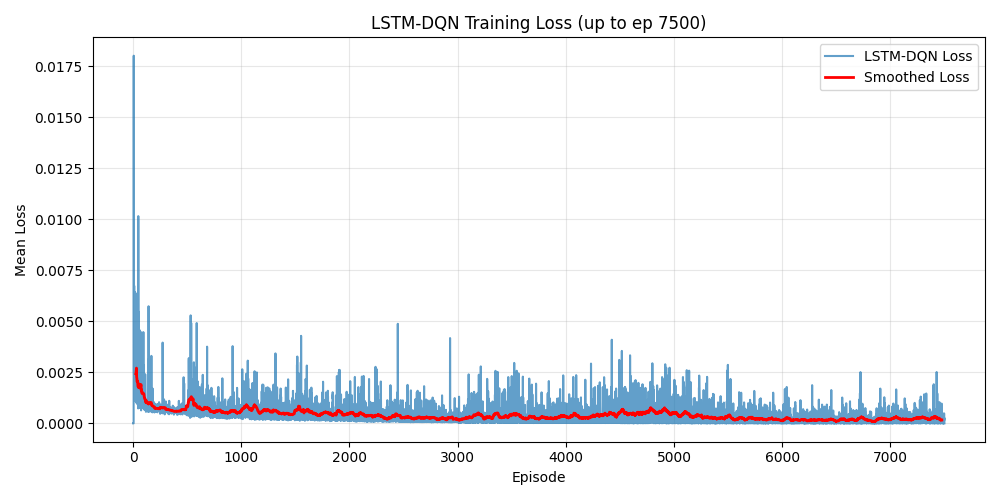 LSTM-DQN Training Loss (up to ep 7500)
LSTM-DQN Loss
Smoothed Loss
Mean Loss
0.0175
0.0150
0.0125
0.0100
0.0075
0.0050
0.0025
0.0000
0 1000 2000 3000 4000 5000 6000 7000
Episode